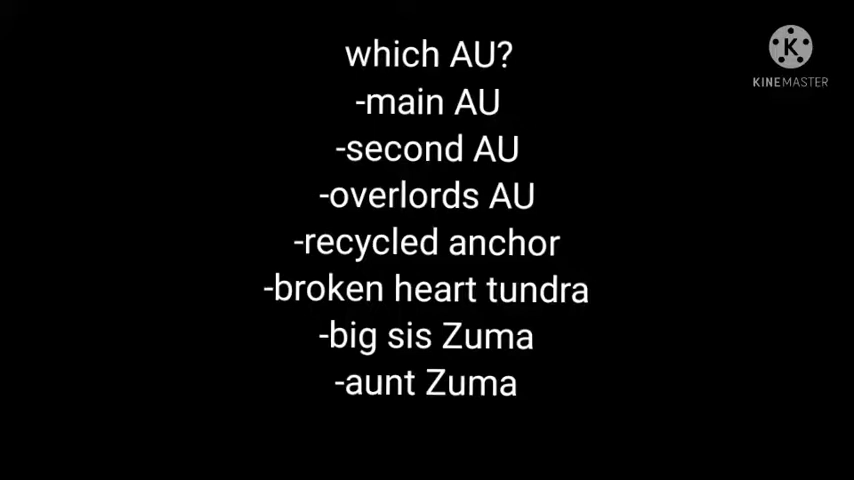 which AU?
-main AU
-second AU
-overlords AU
-recycled anchor
-broken heart tundra
-big sis Zuma
-aunt Zuma
K
KINEMASTER